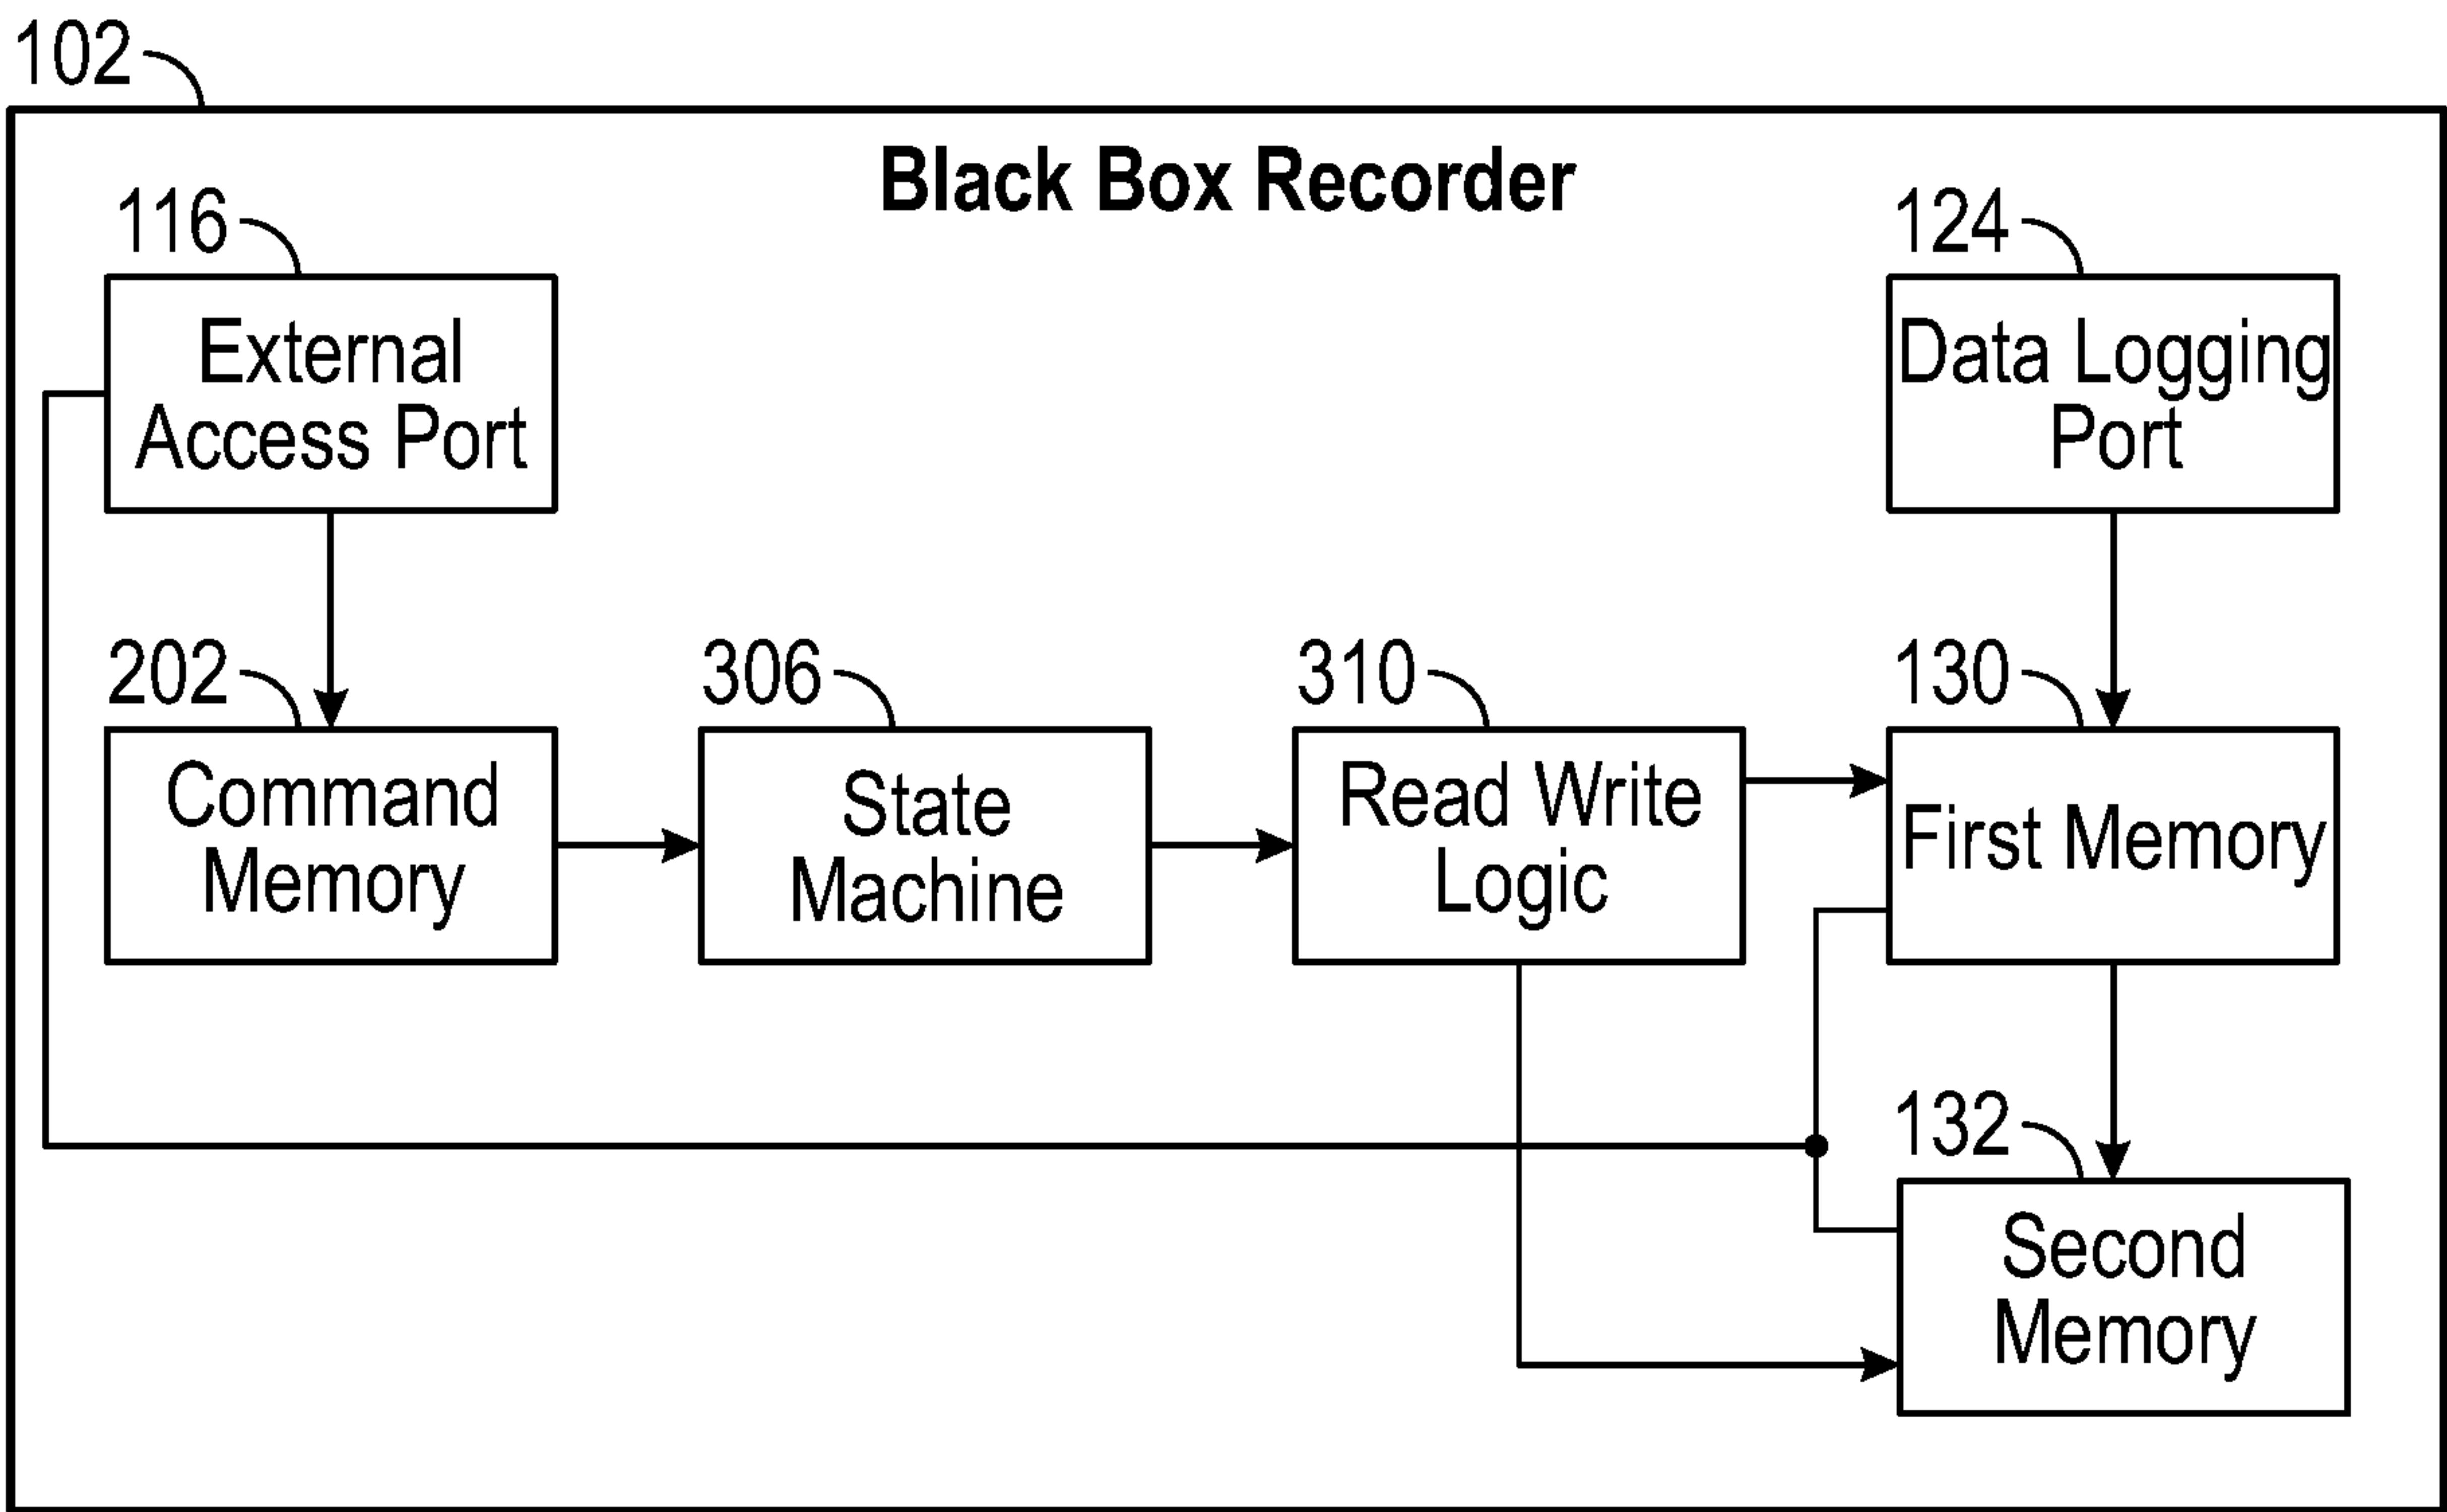 102
Black Box Recorder
116
External
Access Port
124
Data Logging
Port
202
Command
Memory
306
State
Machine
310
Read Write
Logic
130
First Memory
132
Second
Memory